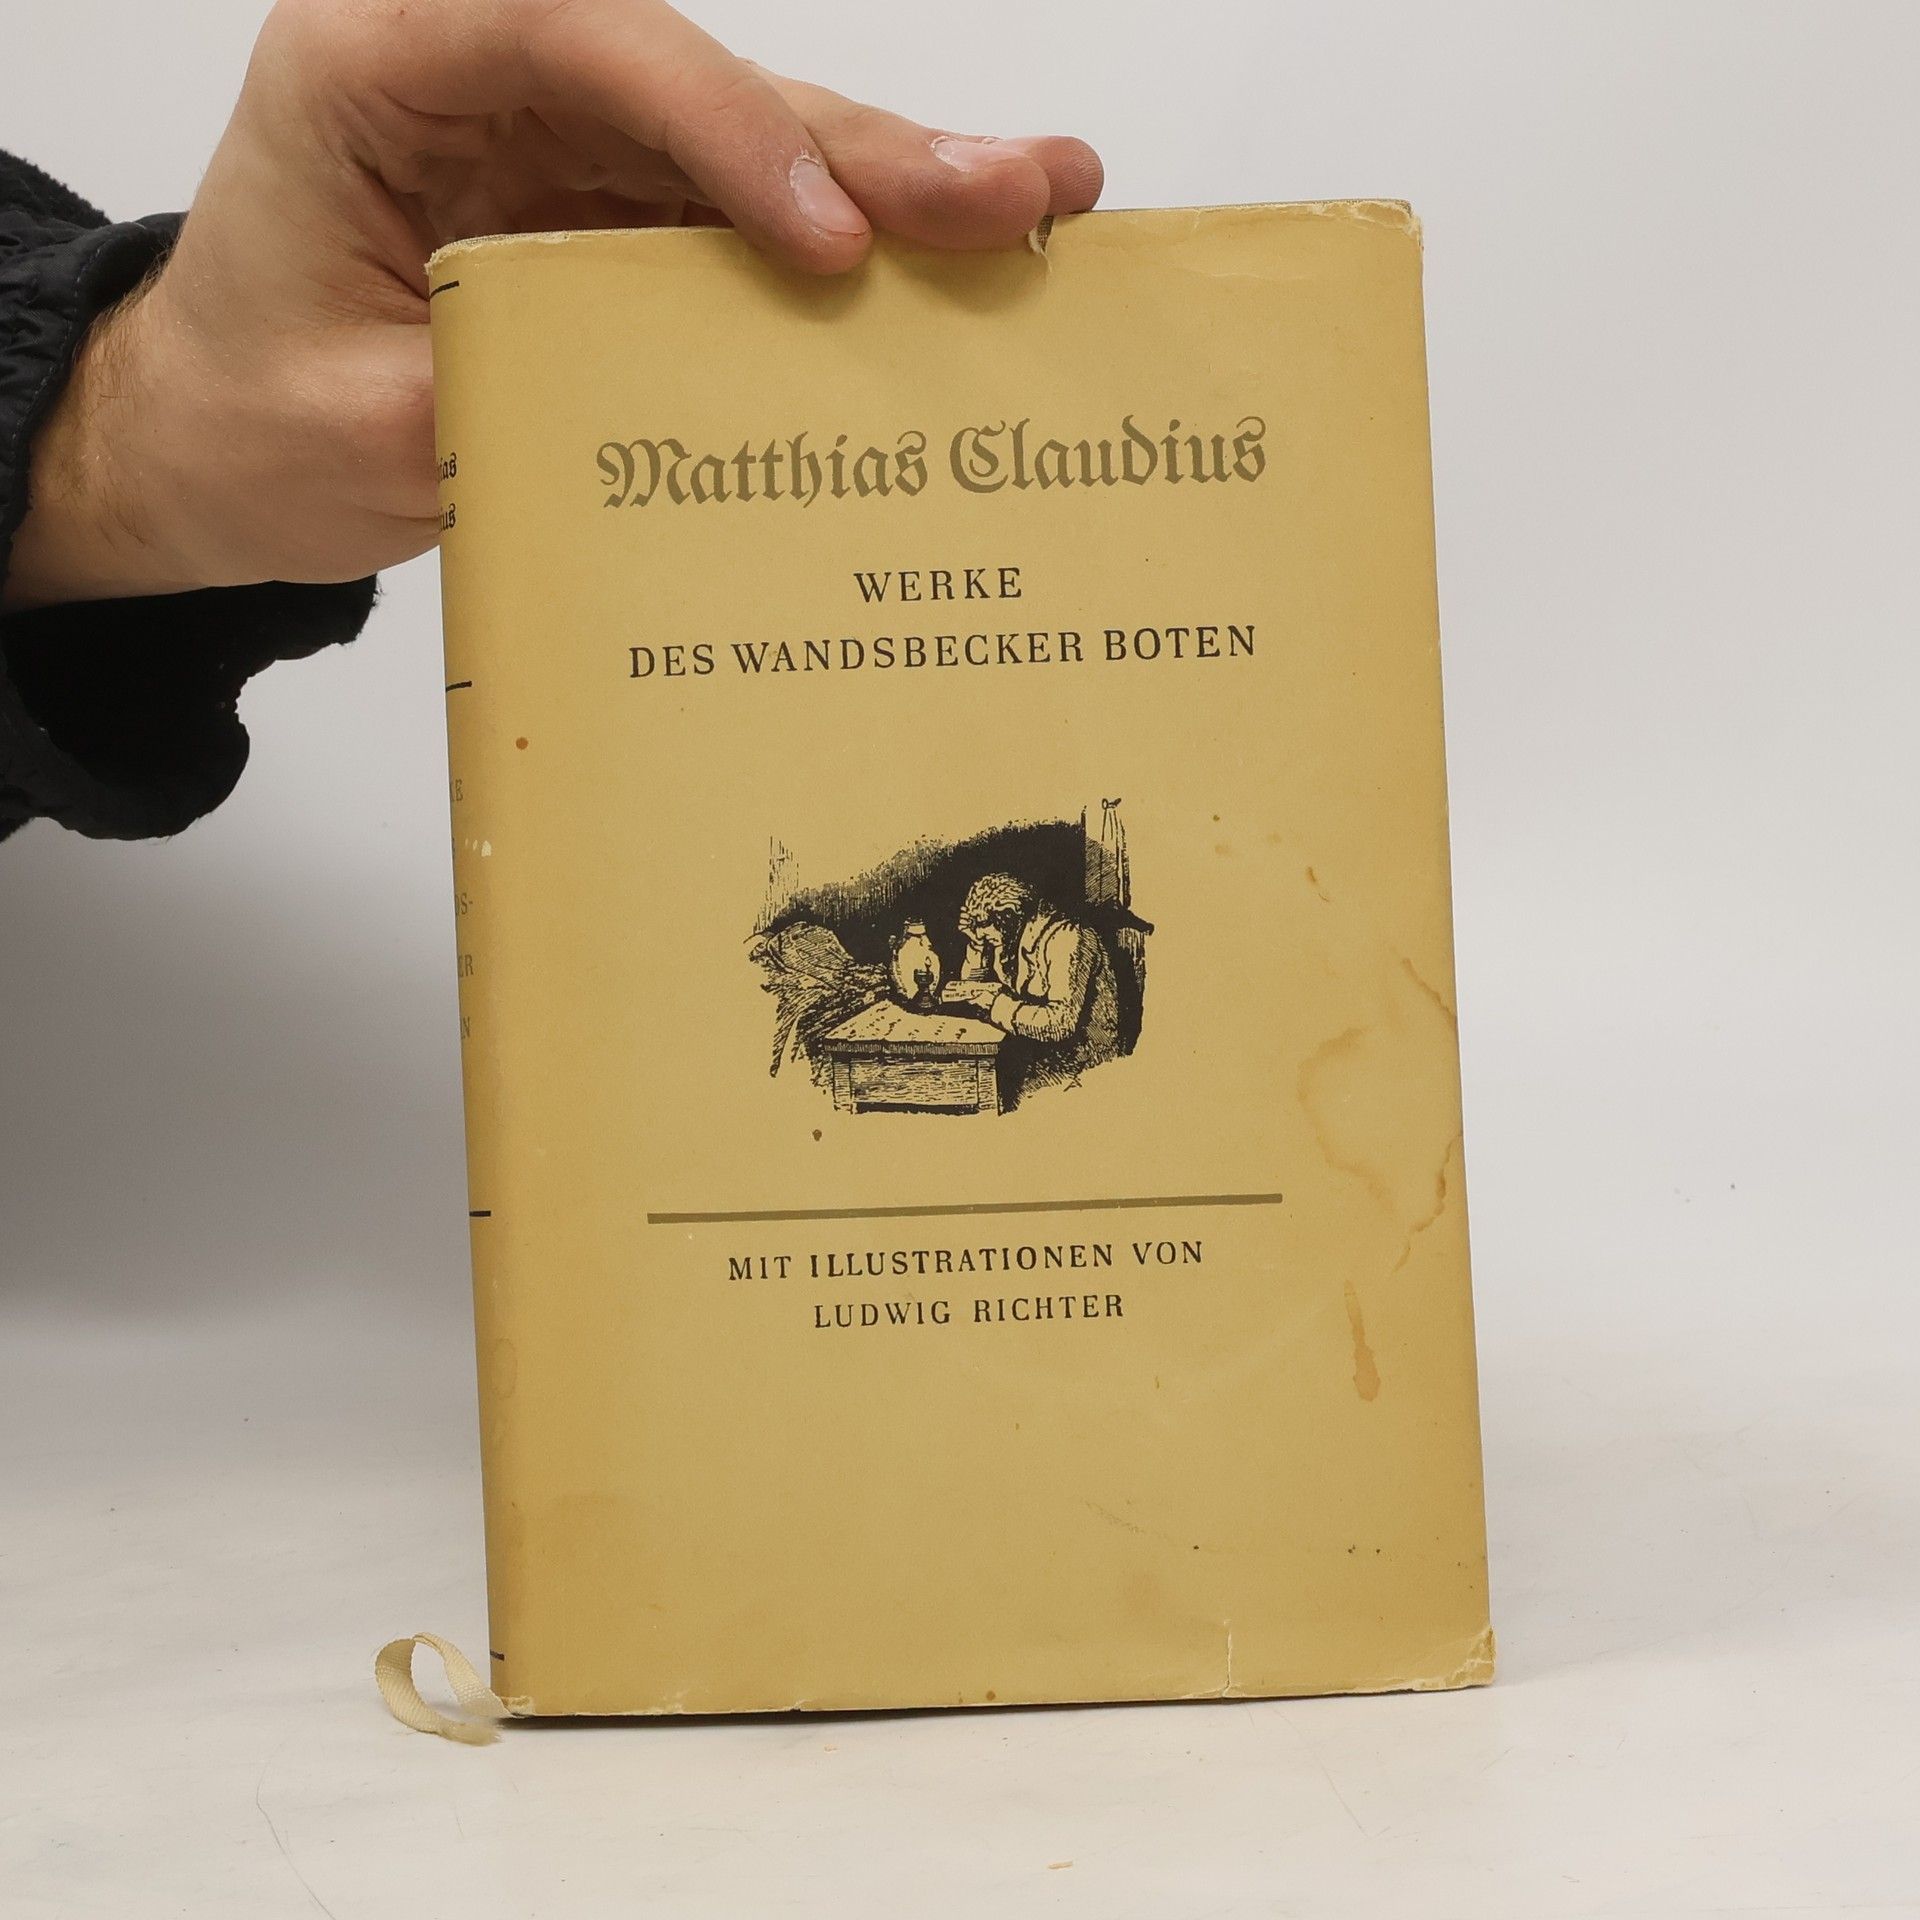 Matthias Claudius
WERKE
DES WANDSBECKER BOTEN
MIT ILLUSTRATIONEN VON
LUDWIG RICHTER